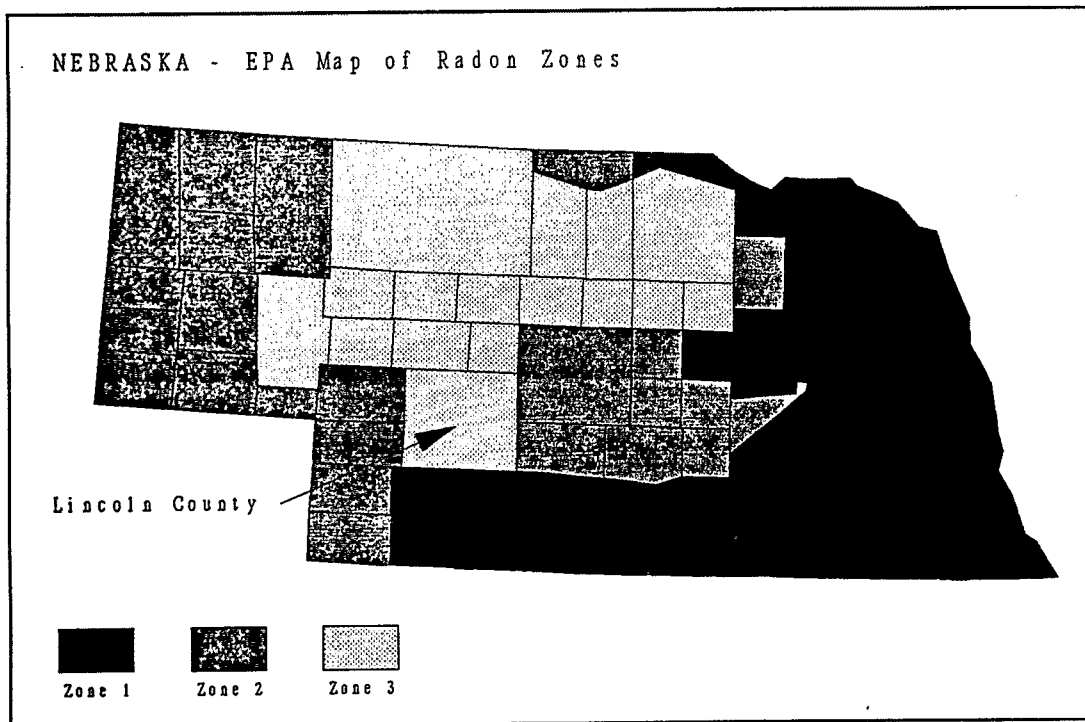 NEBRASKA - EPA Map of Radon Zones
Lincoln County
Zone 1
Zone 2
Zone 3